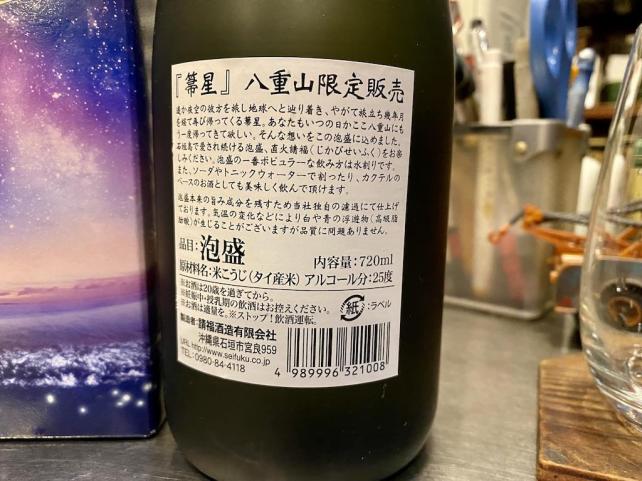 『箒星』八重山限定販売
遥か夜空の彼方を旅し地球へと辿り着き、やがて旅立ち幾年月
を経て再び得ってくる箒星。あなたもいつの日かここ八重山にも
う一度得ってきて欲しい。そんな想いをこの泡盛に込めました。
石垣島で愛され続ける泡盛、直火請福(じかびせいふく)をお楽
しみください。泡盛の一番ポピュラーな飲み方は水割りです。
また、ソーダやトニックウォーターで割ったり、カクテルの
ベースのお酒としても美味しく飲んで頂けます。
泡盛本来の旨み成分を残すため当社独自の濾過にて仕上げ
ております。気温の変化などにより白や青の浮遊物(高級脂
肪酸)が生じることがございますが品質に問題ありません。
品目:泡盛 内容量:720ml
原材料名:米こうじ(タイ産米) アルコール分:25度
※お酒は20歳を過ぎてから。
※妊娠中・授乳期の飲酒はお控えください。
※お酒は適量を。※ストップ!飲酒運転。
紙:ラベル
製造者:請福酒造有限会社
沖縄県石垣市宮良959
URL http://www.seifuku.co.jp
TEL:0980-84-4118
4 989996 321008